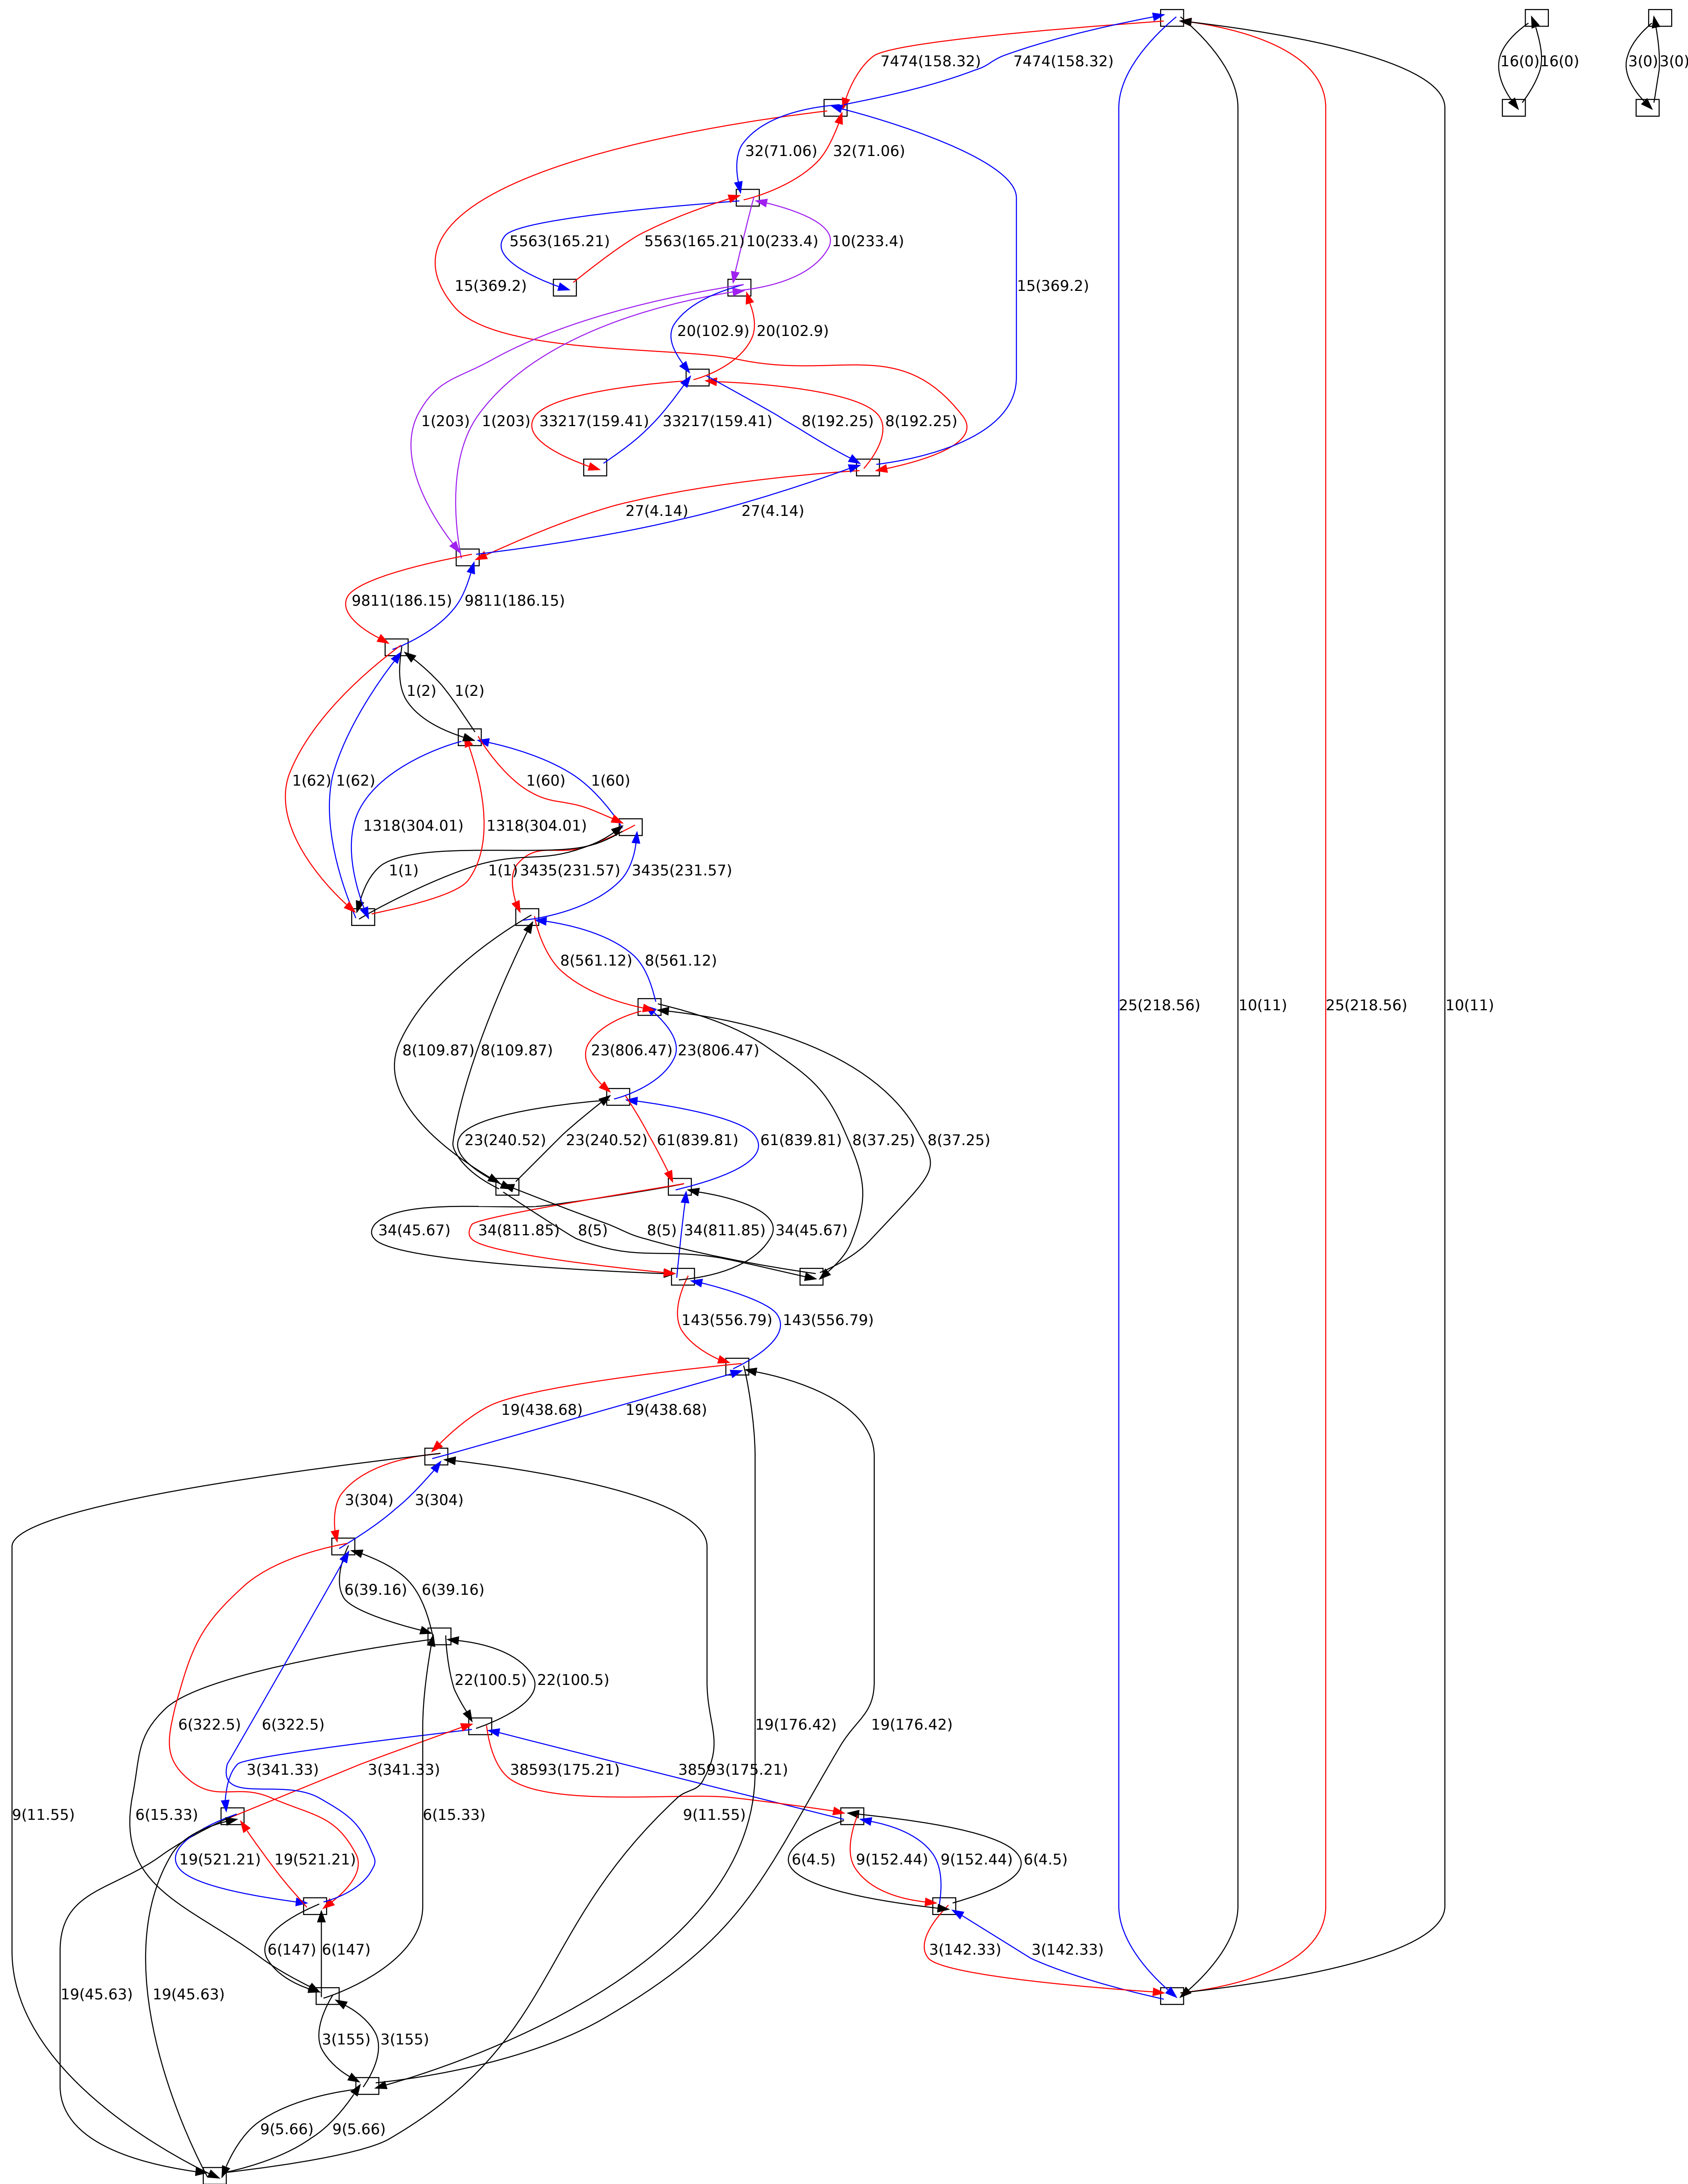 7474(158.32) 7474(158.32) 16(0) 16(0) 3(0) 3(0)
32(71.06) 32(71.06)
5563(165.21) 5563(165.21) 10(233.4) 10(233.4)
15(369.2) 15(369.2)
20(102.9) 20(102.9)
1(203) 1(203) 33217(159.41) 33217(159.41) 8(192.25) 8(192.25)
27(4.14) 27(4.14)
9811(186.15) 9811(186.15)
1(2) 1(2)
1(62) 1(62) 1(60) 1(60)
1318(304.01) 1318(304.01)
1(1) 1(1) 3435(231.57) 3435(231.57)
8(561.12) 8(561.12)
25(218.56) 10(11) 25(218.56) 10(11)
8(109.87) 8(109.87) 23(806.47) 23(806.47)
23(240.52) 23(240.52) 61(839.81) 61(839.81) 8(37.25) 8(37.25)
34(45.67) 34(811.85) 8(5) 8(5) 34(811.85) 34(45.67)
143(556.79) 143(556.79)
19(438.68) 19(438.68)
3(304) 3(304)
6(39.16) 6(39.16)
22(100.5) 22(100.5)
6(322.5) 6(322.5) 19(176.42) 19(176.42)
3(341.33) 3(341.33) 38593(175.21) 38593(175.21)
9(11.55) 6(15.33) 6(15.33) 9(11.55)
19(521.21) 19(521.21) 6(4.5) 9(152.44) 9(152.44) 6(4.5)
6(147) 6(147) 3(142.33) 3(142.33)
19(45.63) 19(45.63)
3(155) 3(155)
9(5.66) 9(5.66)